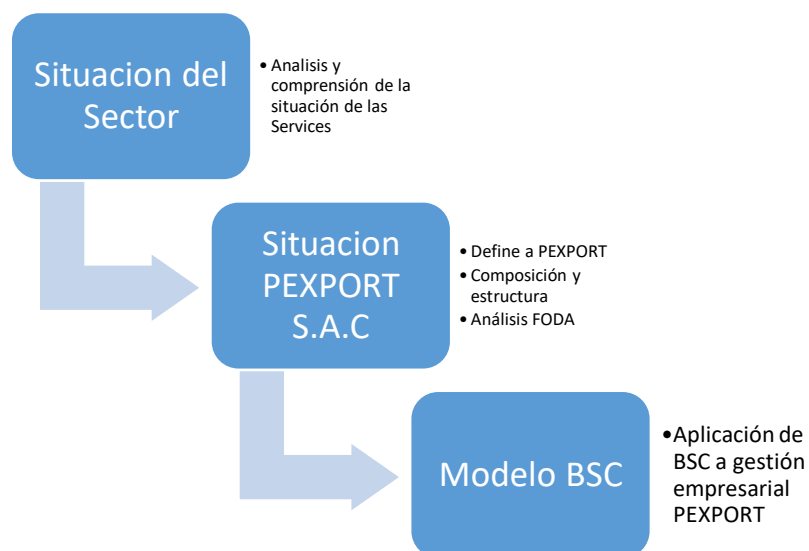 Situacion del
Sector
• Analisis y
comprensión de la
situación de las
Services
Situacion
PEXPORT
S.A.C
• Define a PEXPORT
• Composición y
estructura
• Análisis FODA
Modelo BSC
•Aplicación de
BSC a gestión
empresarial
PEXPORT